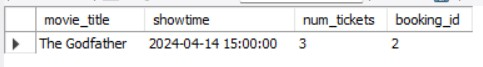 movie_title showtime num_tickets booking_id
The Godfather 2024-04-14 15:00:00 3 2